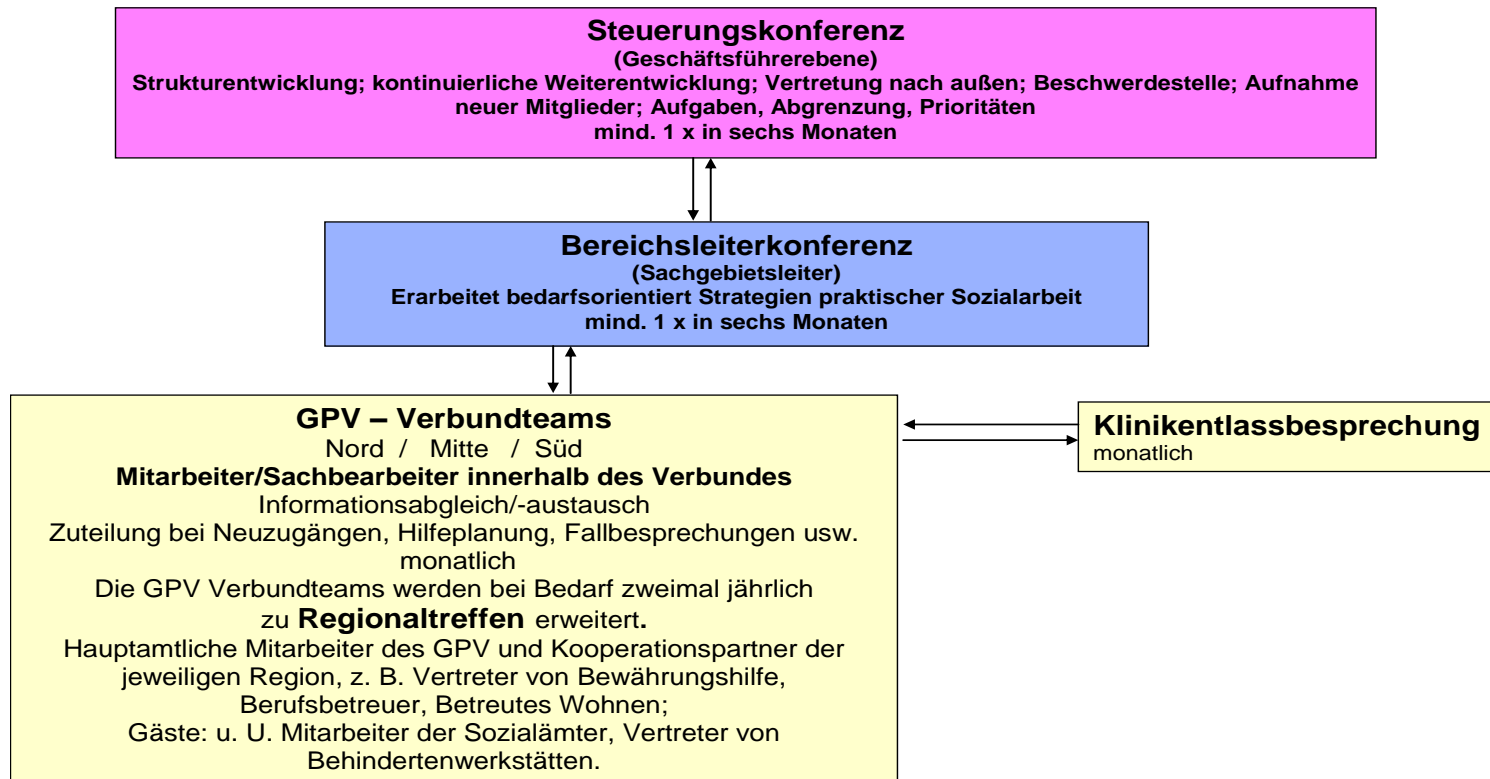 Steuerungskonferenz
(Geschäftsführerebene)
Strukturentwicklung; kontinuierliche Weiterentwicklung; Vertretung nach außen; Beschwerdestelle; Aufnahme
neuer Mitglieder; Aufgaben, Abgrenzung, Prioritäten
mind. 1 x in sechs Monaten
Bereichsleiterkonferenz
(Sachgebietsleiter)
Erarbeitet bedarfsorientiert Strategien praktischer Sozialarbeit
mind. 1 x in sechs Monaten
GPV – Verbundteams
Nord / Mitte / Süd
Mitarbeiter/Sachbearbeiter innerhalb des Verbundes
Informationsabgleich/-austausch
Zuteilung bei Neuzugängen, Hilfeplanung, Fallbesprechungen usw.
monatlich
Die GPV Verbundteams werden bei Bedarf zweimal jährlich
zu Regionaltreffen erweitert.
Hauptamtliche Mitarbeiter des GPV und Kooperationspartner der
jeweiligen Region, z. B. Vertreter von Bewährungshilfe,
Berufsbetreuer, Betreutes Wohnen;
Gäste: u. U. Mitarbeiter der Sozialämter, Vertreter von
Behindertenwerkstätten.
Klinikentlassbesprechung
monatlich